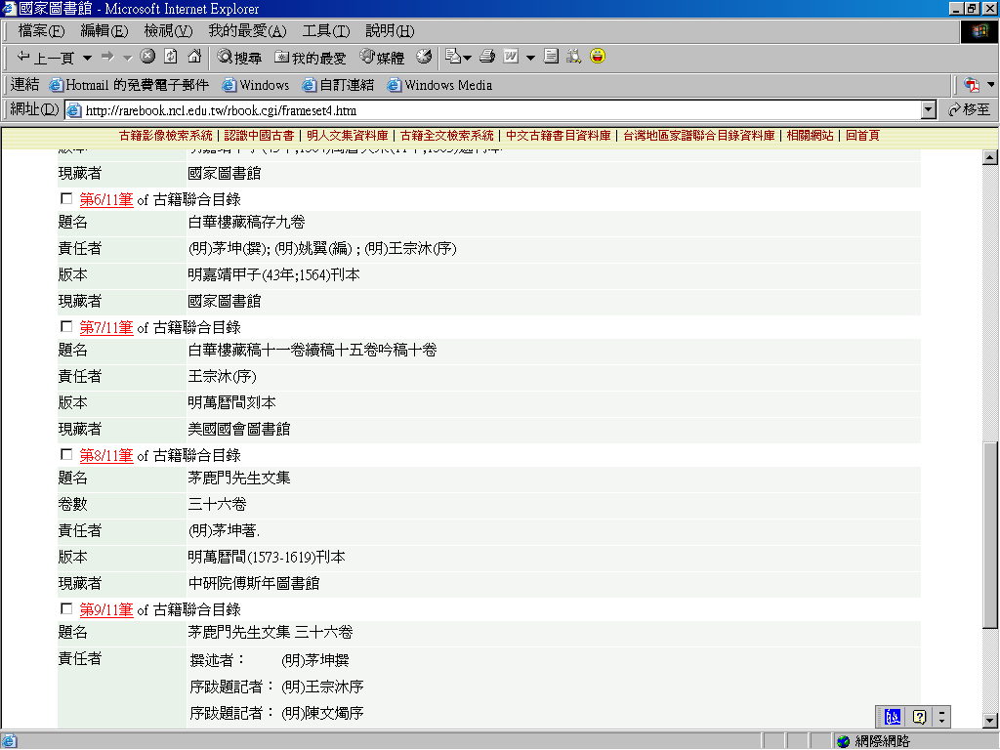 國家圖書館 - Microsoft Internet Explorer
檔案(F) 編輯(E) 檢視(V) 我的最愛(A) 工具(T) 說明(H)
上一頁 搜尋 我的最愛 媒體
連結 Hotmail 的免費電子郵件 Windows 自訂連結 Windows Media
網址(D) http://rarebook.ncl.edu.tw/rbook.cgi/frameset4.htm 移至
古籍影像檢索系統 | 認識中國古書 | 明人文集資料庫 | 古籍全文檢索系統 | 中文古籍書目資料庫 | 台灣地區家譜聯合目錄資料庫 | 相關網站 | 回首頁
現藏者 國家圖書館
第6/11筆 of 古籍聯合目錄
題名 白華樓藏稿存九卷
責任者 (明)茅坤(撰); (明)姚翼(編) ; (明)王宗沐(序)
版本 明嘉靖甲子(43年;1564)刊本
現藏者 國家圖書館
第7/11筆 of 古籍聯合目錄
題名 白華樓藏稿十一卷續稿十五卷吟稿十卷
責任者 王宗沐(序)
版本 明萬曆間刻本
現藏者 美國國會圖書館
第8/11筆 of 古籍聯合目錄
題名 茅鹿門先生文集
卷數 三十六卷
責任者 (明)茅坤著.
版本 明萬曆間(1573-1619)刊本
現藏者 中研院傅斯年圖書館
第9/11筆 of 古籍聯合目錄
題名 茅鹿門先生文集 三十六卷
責任者 撰述者： (明)茅坤撰
序跋題記者： (明)王宗沐序
序跋題記者： (明)陳文燭序
網際網路